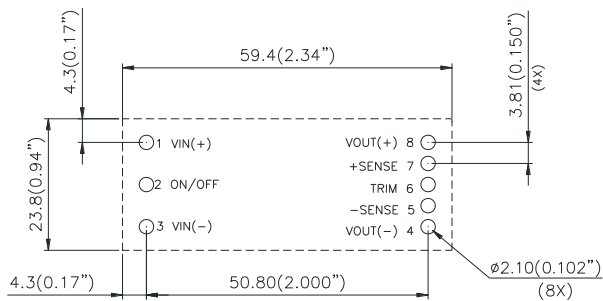 59.4(2.34”)
4.3(0.17”)
3.81(0.150”)
(4X)
23.8(0.94”)
1 VIN(+)
2 ON/OFF
3 VIN(-)
VOUT(+) 8
+SENSE 7
TRIM 6
-SENSE 5
VOUT(-) 4
4.3(0.17”)
50.80(2.000”)
ø2.10(0.102”)
(8X)